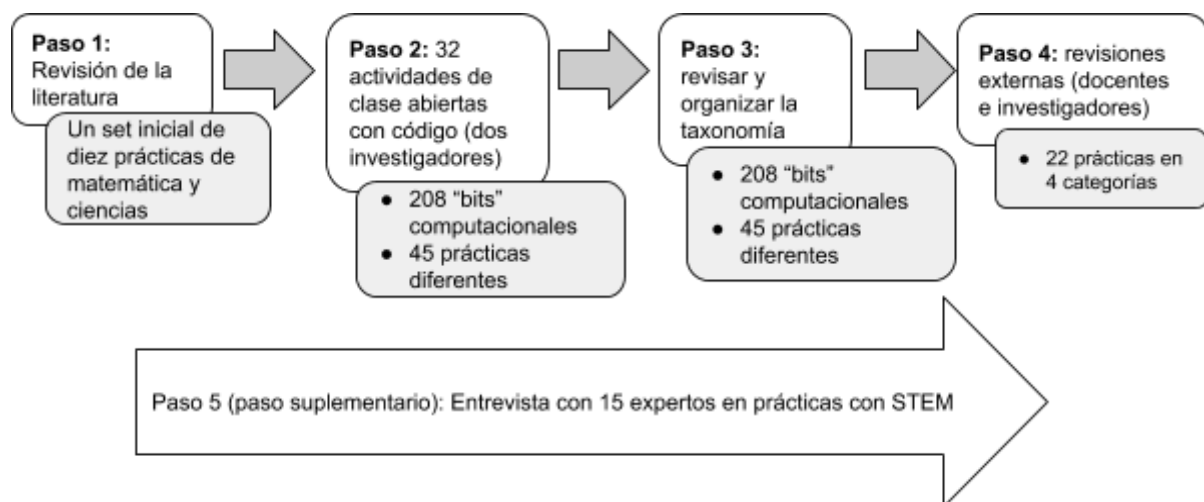 Paso 1:
Revisión de la
literatura
Un set inicial de
diez prácticas de
matemática y
ciencias
Paso 2: 32
actividades de
clase abiertas
con código (dos
investigadores)
● 208 “bits”
computacionales
● 45 prácticas
diferentes
Paso 3:
revisar y
organizar la
taxonomía
● 208 “bits”
computacionales
● 45 prácticas
diferentes
Paso 4: revisiones
externas (docentes
e investigadores)
● 22 prácticas en
4 categorías
Paso 5 (paso suplementario): Entrevista con 15 expertos en prácticas con STEM